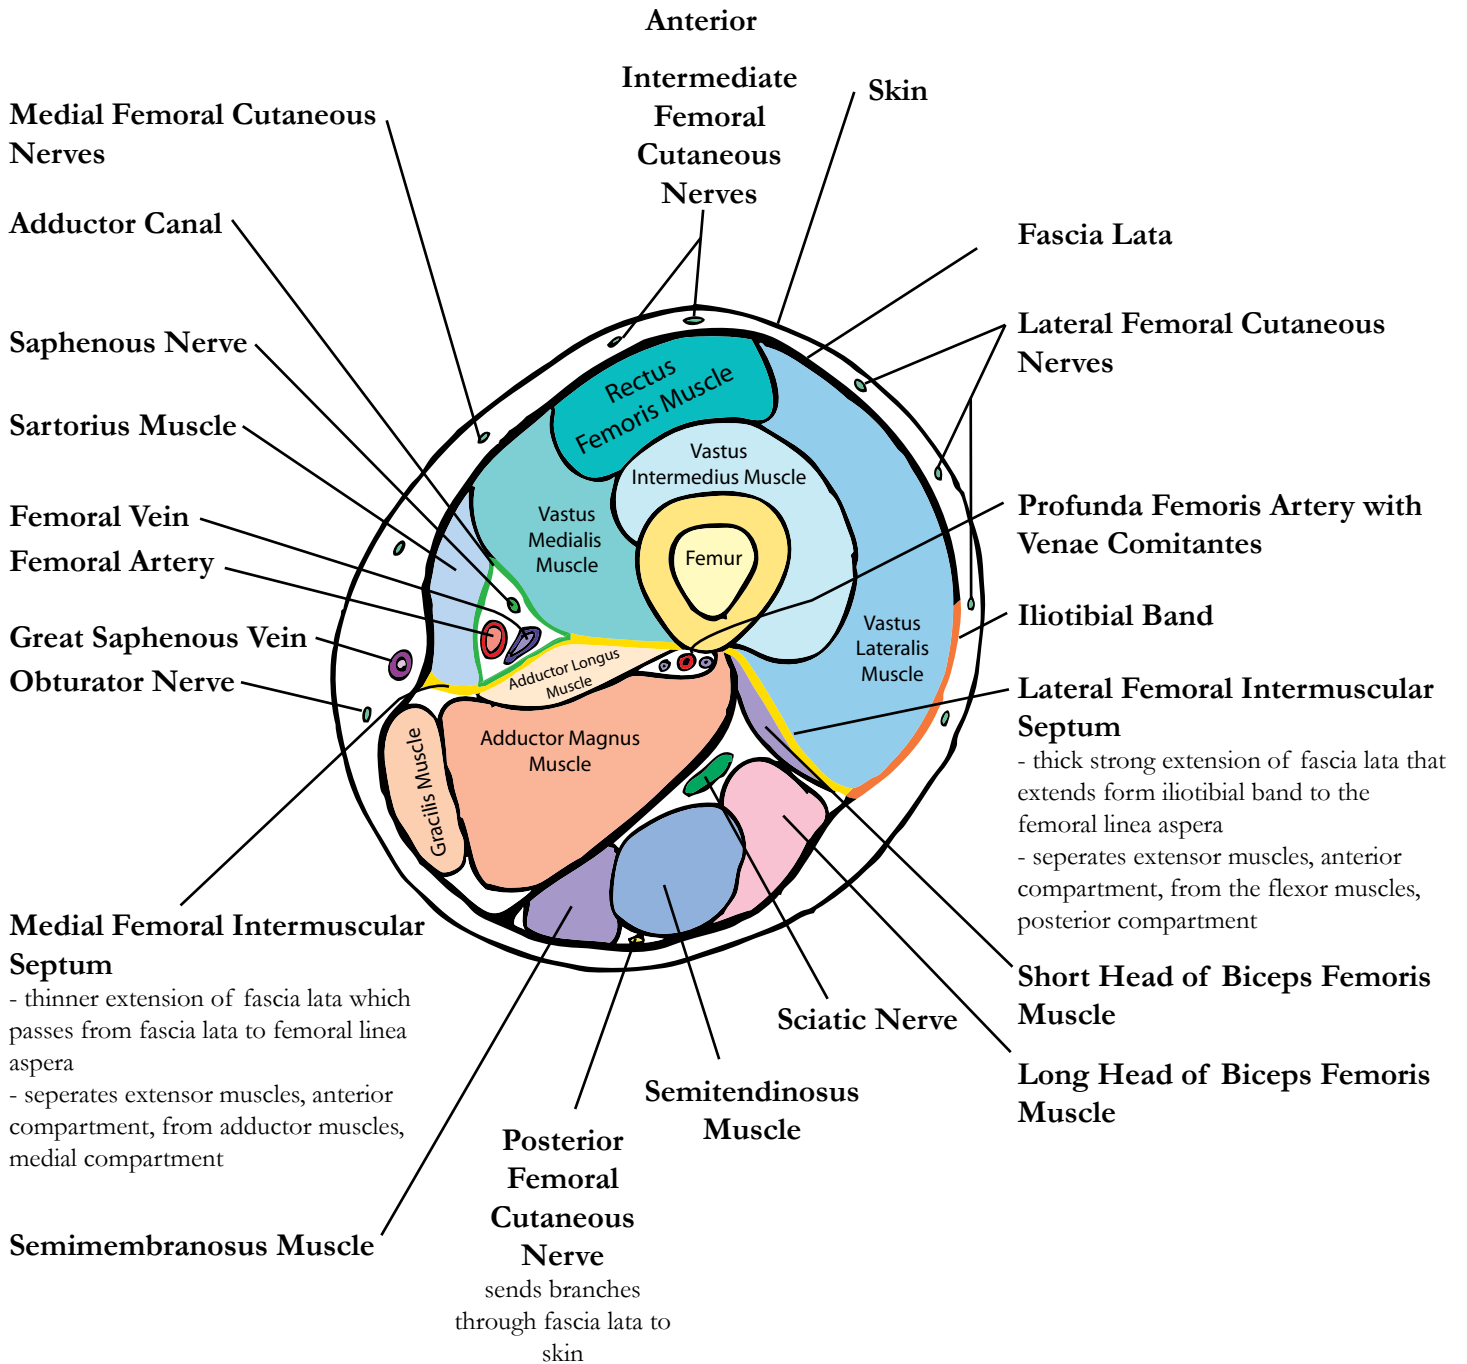 Anterior
Intermediate
Femoral
Cutaneous
Nerves
Skin
Medial Femoral Cutaneous
Nerves
Adductor Canal
Saphenous Nerve
Sartorius Muscle
Femoral Vein
Femoral Artery
Great Saphenous Vein
Obturator Nerve
Fascia Lata
Lateral Femoral Cutaneous
Nerves
Profunda Femoris Artery with
Venae Comitantes
Iliotibial Band
Lateral Femoral Intermuscular
Septum
- thick strong extension of fascia lata that
extends form iliotibial band to the
femoral linea aspera
- seperates extensor muscles, anterior
compartment, from the flexor muscles,
posterior compartment
Short Head of Biceps Femoris
Muscle
Long Head of Biceps Femoris
Muscle
Rectus
Femoris Muscle
Vastus
Intermedius Muscle
Vastus
Medialis
Muscle
Femur
Vastus
Lateralis
Muscle
Adductor Longus
Muscle
Adductor Magnus
Muscle
Gracilis Muscle
Medial Femoral Intermuscular
Septum
- thinner extension of fascia lata which
passes from fascia lata to femoral linea
aspera
- seperates extensor muscles, anterior
compartment, from adductor muscles,
medial compartment
Semimembranosus Muscle
Sciatic Nerve
Semitendinosus
Muscle
Posterior
Femoral
Cutaneous
Nerve
sends branches
through fascia lata to
skin